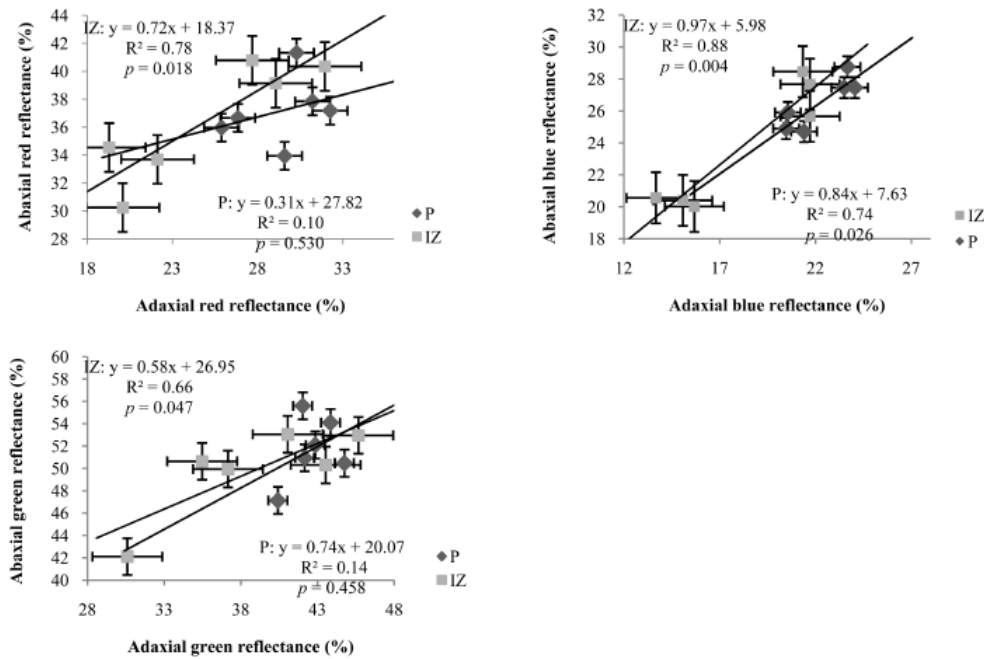 IZ: y = 0.72x + 18.37
R² = 0.78
p = 0.018
44
42
40
38
36
34
32
30
28
Abaxial red reflectance (%)
P: y = 0.31x + 27.82
R² = 0.10
p = 0.530
P
IZ
18 23 28 33
Adaxial red reflectance (%)
IZ: y = 0.97x + 5.98
R² = 0.88
p = 0.004
32
30
28
26
24
22
20
18
Abaxial blue reflectance (%)
P: y = 0.84x + 7.63
R² = 0.74
p = 0.026
IZ
P
12 17 22 27
Adaxial blue reflectance (%)
IZ: y = 0.58x + 26.95
R² = 0.66
p = 0.047
60
58
56
54
52
50
48
46
44
42
40
Abaxial green reflectance (%)
P: y = 0.74x + 20.07
R² = 0.14
p = 0.458
P
IZ
28 33 38 43 48
Adaxial green reflectance (%)